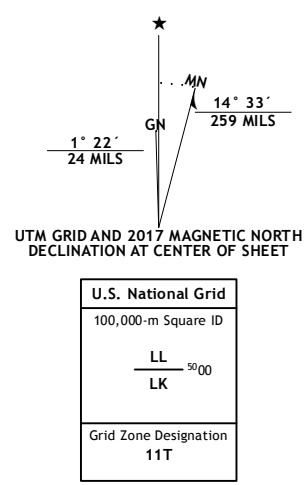 ★
MN
GN
1° 22´
24 MILS
14° 33´
259 MILS
UTM GRID AND 2017 MAGNETIC NORTH
DECLINATION AT CENTER OF SHEET
U.S. National Grid
100,000-m Square ID
LL
⁵⁰00
LK
Grid Zone Designation
11T